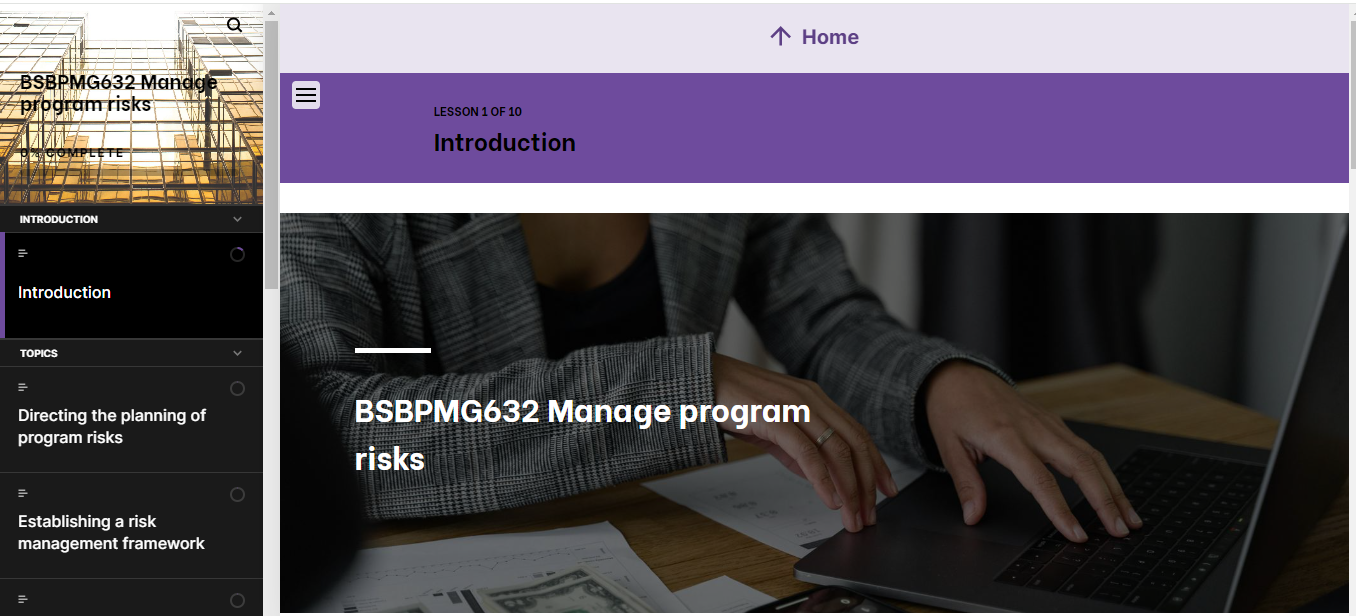 BSBPMG632 Manage
program risks
0% COMPLETE
INTRODUCTION
Introduction
TOPICS
Directing the planning of
program risks
Establishing a risk
management framework
Home
LESSON 1 OF 10
Introduction
BSBPMG632 Manage program
risks